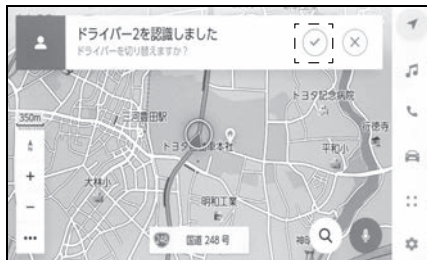 ドライバー2を認識しました
ドライバーを切り替えますか？
350m
三河豊田駅
トヨタ記念病院
行徳寺
トヨタ
車本社
平和小
N
大林小
明和工業
248
国道 248 号